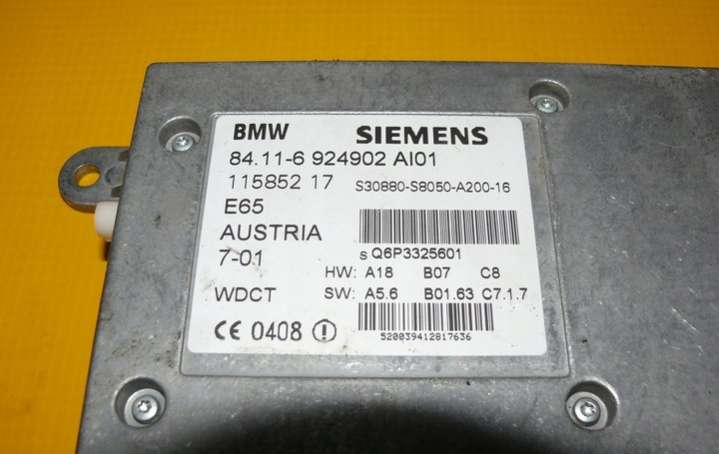 BMW SIEMENS
84.11-6 924902 AI01
115852 17 S30880-S8050-A200-16
E65
AUSTRIA
S Q6P3325601
7-01
HW: A18 B07 C8
WDCT SW: A5.6 B01.63 C7.1.7
CE 0408
520039412817636